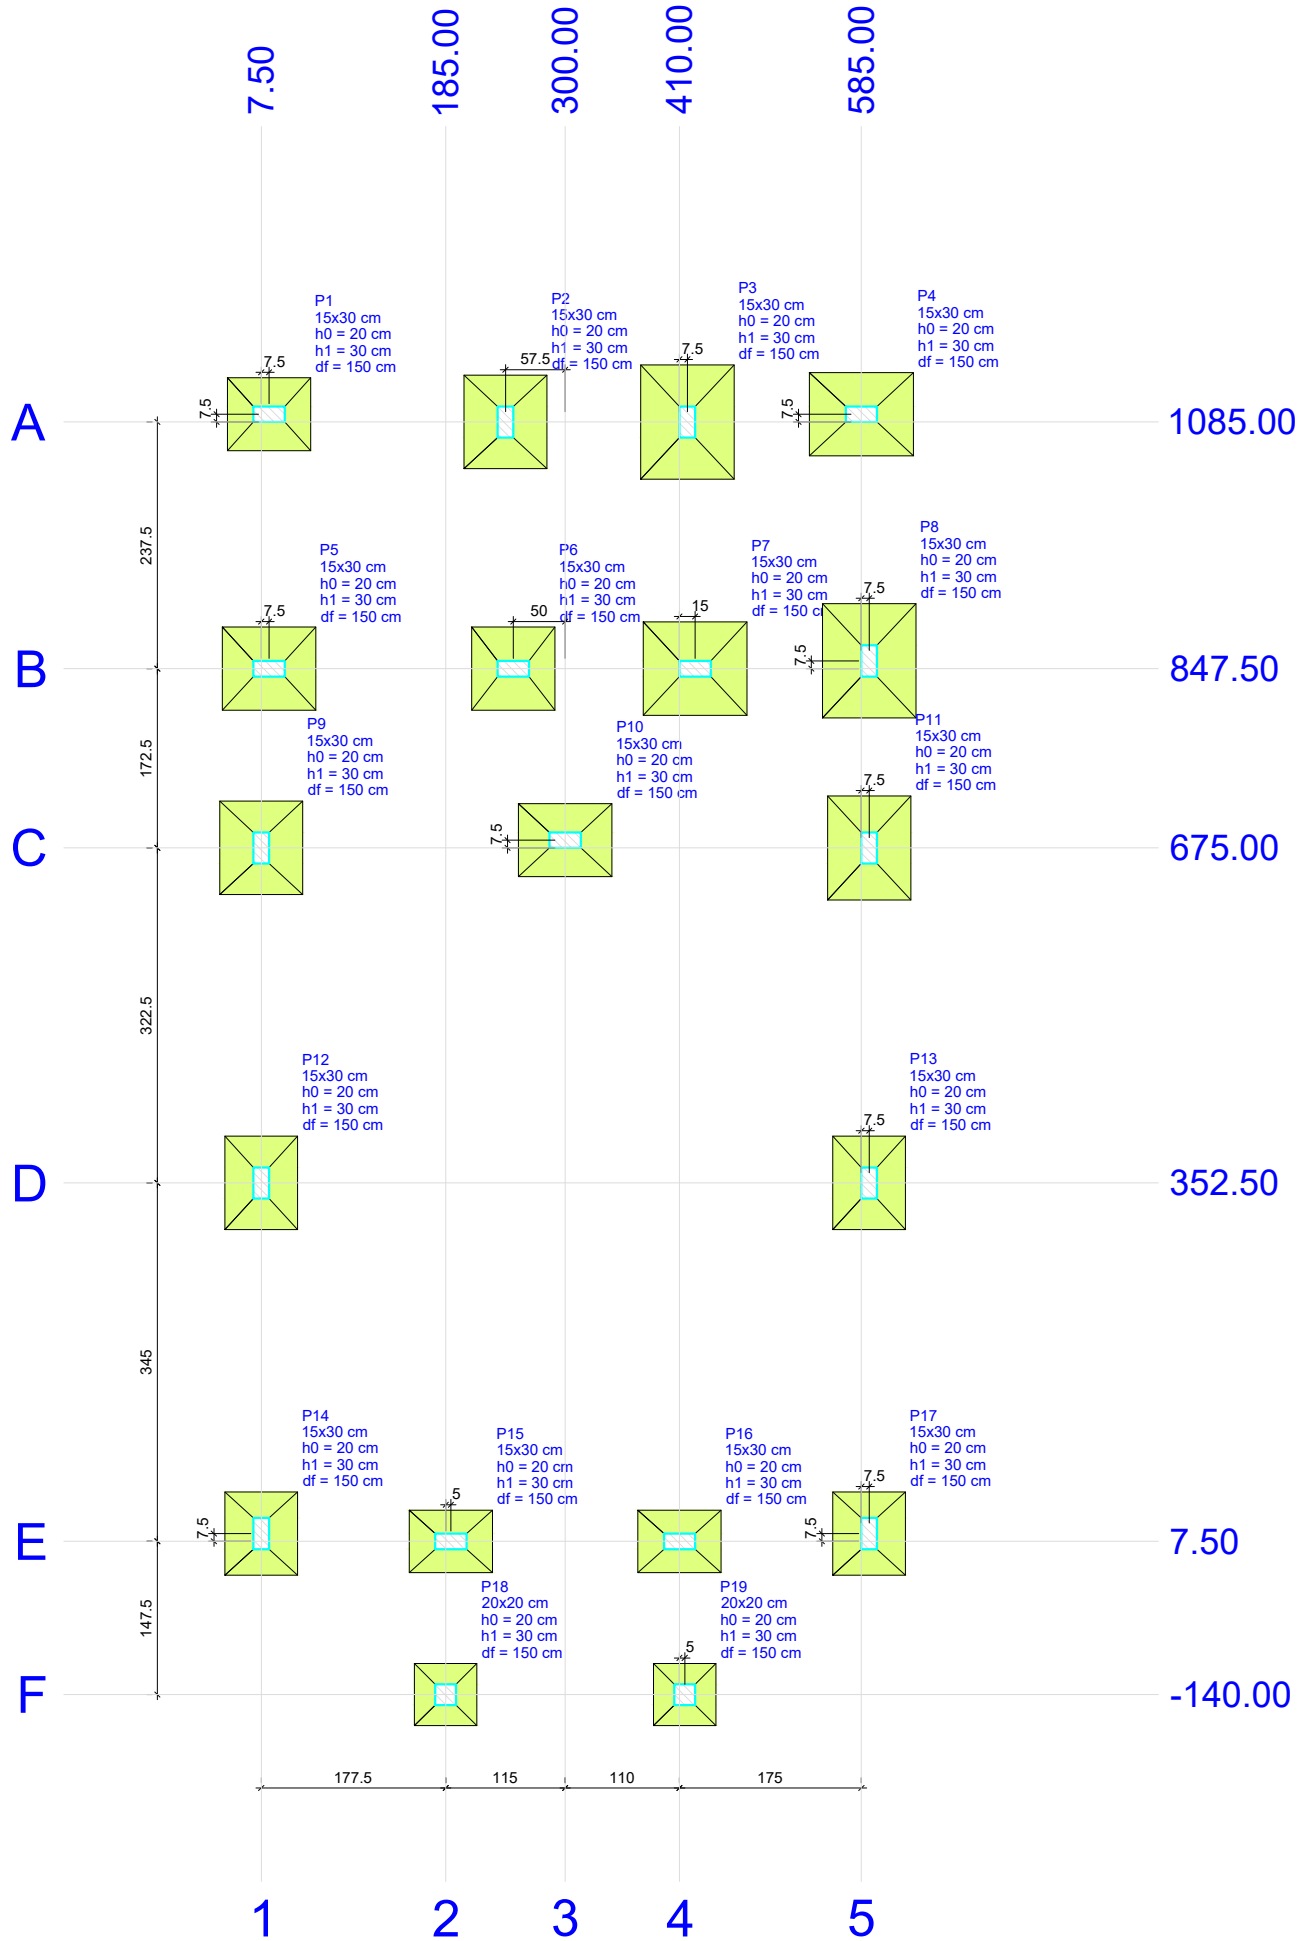 7.50
185.00
300.00
410.00
585.00
P1
15x30 cm
h0 = 20 cm
h1 = 30 cm
df = 150 cm
7.5
7.5
P2
15x30 cm
h0 = 20 cm
h1 = 30 cm
df = 150 cm
57.5
P3
15x30 cm
h0 = 20 cm
h1 = 30 cm
df = 150 cm
7.5
P4
15x30 cm
h0 = 20 cm
h1 = 30 cm
df = 150 cm
7.5
A
1085.00
237.5
P5
15x30 cm
h0 = 20 cm
h1 = 30 cm
df = 150 cm
7.5
P6
15x30 cm
h0 = 20 cm
h1 = 30 cm
df = 150 cm
50
P7
15x30 cm
h0 = 20 cm
h1 = 30 cm
df = 150 cm
15
P8
15x30 cm
h0 = 20 cm
h1 = 30 cm
df = 150 cm
7.5
7.5
B
847.50
172.5
P9
15x30 cm
h0 = 20 cm
h1 = 30 cm
df = 150 cm
P10
15x30 cm
h0 = 20 cm
h1 = 30 cm
df = 150 cm
7.5
P11
15x30 cm
h0 = 20 cm
h1 = 30 cm
df = 150 cm
7.5
C
675.00
322.5
P12
15x30 cm
h0 = 20 cm
h1 = 30 cm
df = 150 cm
P13
15x30 cm
h0 = 20 cm
h1 = 30 cm
df = 150 cm
7.5
D
352.50
345
P14
15x30 cm
h0 = 20 cm
h1 = 30 cm
df = 150 cm
7.5
P15
15x30 cm
h0 = 20 cm
h1 = 30 cm
df = 150 cm
5
P16
15x30 cm
h0 = 20 cm
h1 = 30 cm
df = 150 cm
P17
15x30 cm
h0 = 20 cm
h1 = 30 cm
df = 150 cm
7.5
7.5
E
7.50
147.5
P18
20x20 cm
h0 = 20 cm
h1 = 30 cm
df = 150 cm
P19
20x20 cm
h0 = 20 cm
h1 = 30 cm
df = 150 cm
5
F
-140.00
177.5
115
110
175
1
2
3
4
5